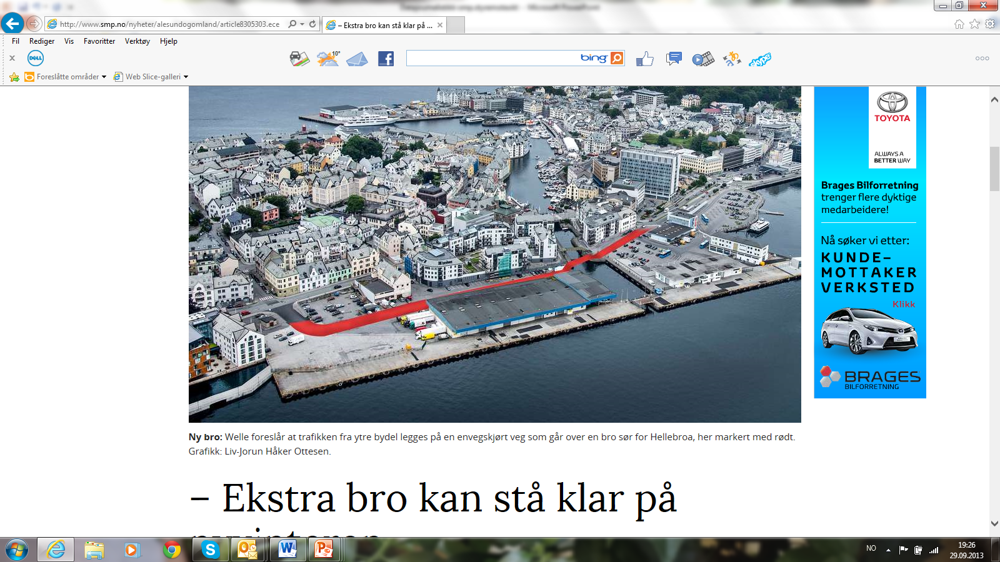 http://www.smp.no/nyheter/alesundogomland/article8305303.ece
– Ekstra bro kan stå klar på ...
Fil Rediger Vis Favoritter Verktøy Hjelp
DELL
10°
bing
skype
Foreslåtte områder
Web Slice-galleri
TOYOTA
ALWAYS A
BETTER WAY
Brages Bilforretning
trenger flere dyktige
medarbeidere!
Nå søker vi etter:
KUNDE–
MOTTAKER
VERKSTED
Klikk
BRAGES
BILFORRETNING
Ny bro: Welle foreslår at trafikken fra ytre bydel legges på en envegskjørt veg som går over en bro sør for Hellebroa, her markert med rødt.
Grafikk: Liv-Jorun Håker Ottesen.
– Ekstra bro kan stå klar på
NO
19:26
29.09.2013